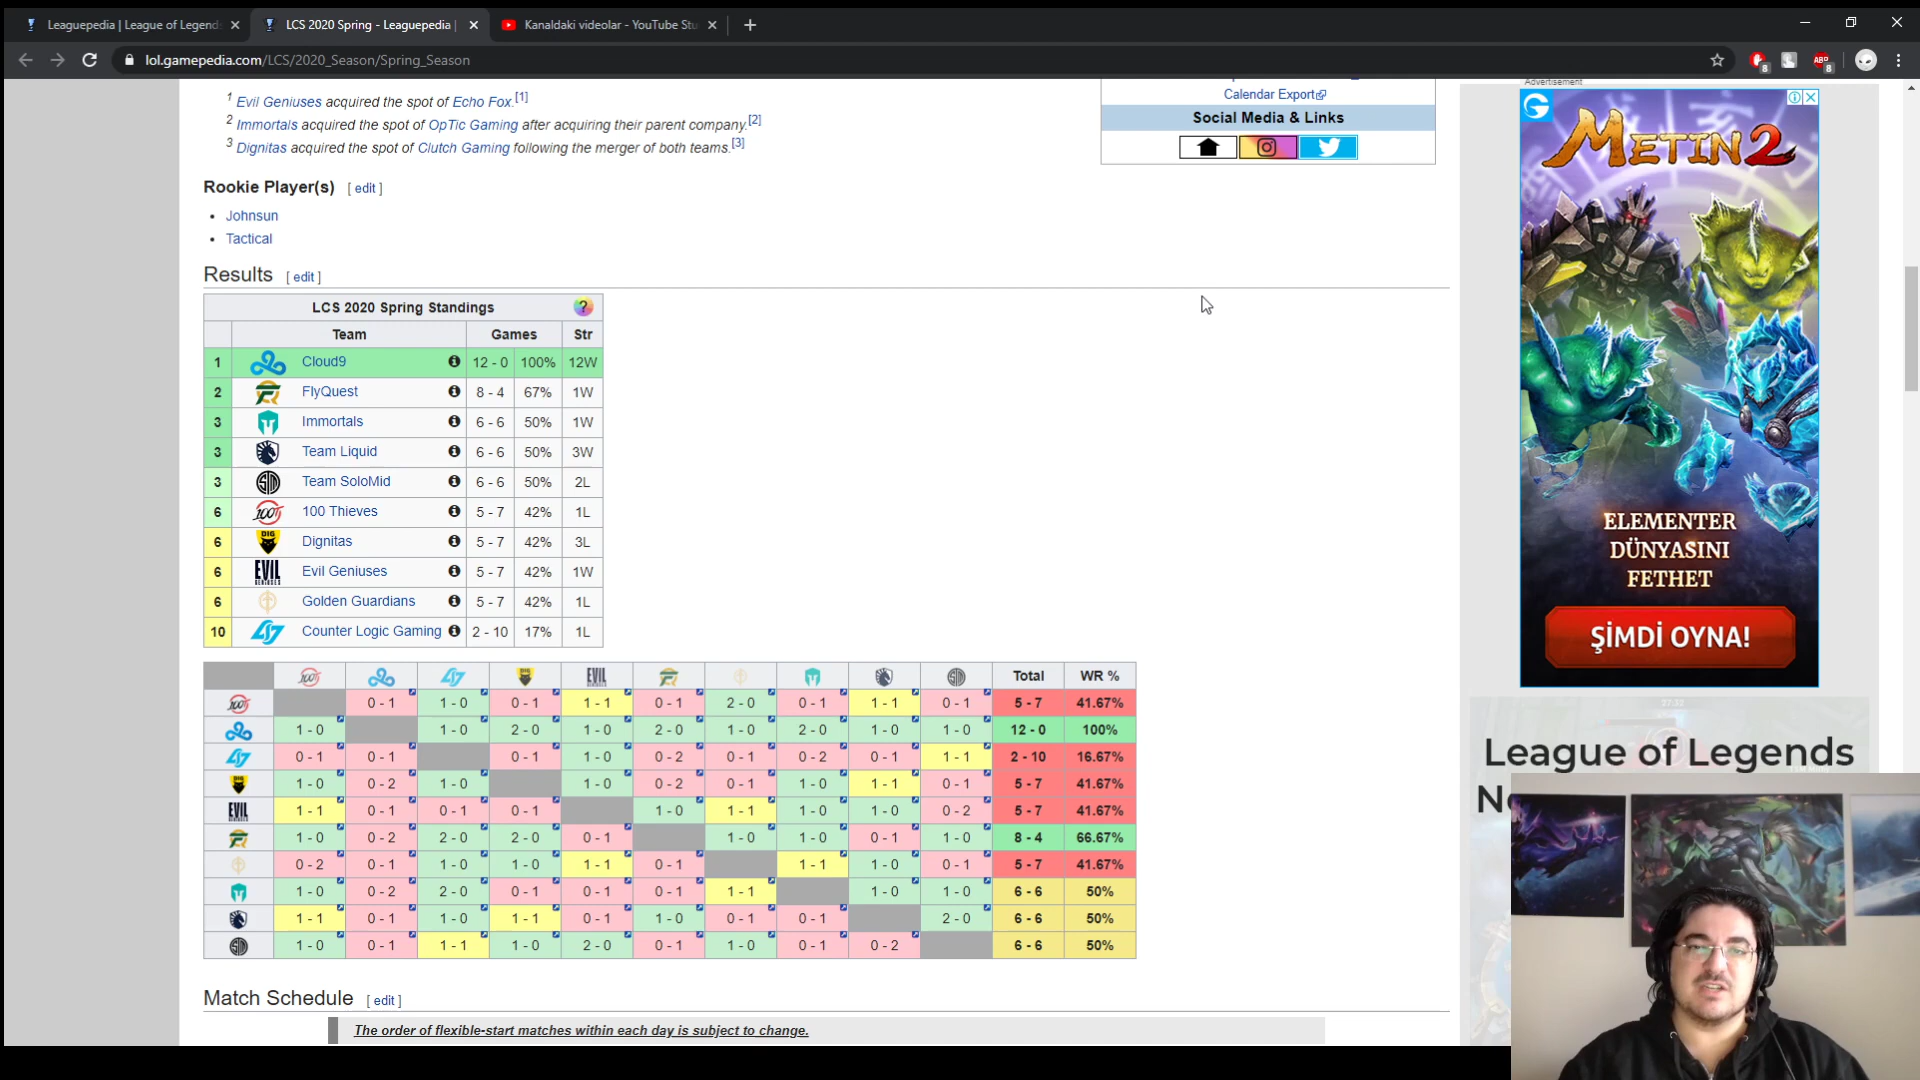 Leaguepedia | League of Legends
LCS 2020 Spring - Leaguepedia |
Kanaldaki videolar - YouTube Stu
lol.gamepedia.com/LCS/2020_Season/Spring_Season
8
ABP
8
1 Evil Geniuses acquired the spot of Echo Fox.[1]
2 Immortals acquired the spot of OpTic Gaming after acquiring their parent company.[2]
3 Dignitas acquired the spot of Clutch Gaming following the merger of both teams.[3]
Calendar Export
Social Media & Links
Rookie Player(s) [ edit ]
Johnsun
Tactical
Results [ edit ]
LCS 2020 Spring Standings ?
Team Games Str
1 Cloud9 12 - 0 100% 12W
2 FlyQuest 8 - 4 67% 1W
3 Immortals 6 - 6 50% 1W
3 Team Liquid 6 - 6 50% 3W
3 TSM Team SoloMid 6 - 6 50% 2L
6 100T 100 Thieves 5 - 7 42% 1L
6 DIG Dignitas 5 - 7 42% 3L
6 EVIL GENIUSES Evil Geniuses 5 - 7 42% 1W
6 Golden Guardians 5 - 7 42% 1L
10 Counter Logic Gaming 2 - 10 17% 1L
100T EVIL TSM Total WR %
100T 0 - 1 1 - 0 0 - 1 1 - 1 0 - 1 2 - 0 0 - 1 1 - 1 0 - 1 5 - 7 41.67%
1 - 0 1 - 0 2 - 0 1 - 0 2 - 0 1 - 0 2 - 0 1 - 0 1 - 0 12 - 0 100%
0 - 1 0 - 1 0 - 1 1 - 0 0 - 2 0 - 1 0 - 2 0 - 1 1 - 1 2 - 10 16.67%
1 - 0 0 - 2 1 - 0 1 - 0 0 - 2 0 - 1 1 - 0 1 - 1 0 - 1 5 - 7 41.67%
EVIL 1 - 1 0 - 1 0 - 1 0 - 1 1 - 0 1 - 1 1 - 0 1 - 0 0 - 2 5 - 7 41.67%
1 - 0 0 - 2 2 - 0 2 - 0 0 - 1 1 - 0 1 - 0 0 - 1 1 - 0 8 - 4 66.67%
0 - 2 0 - 1 1 - 0 1 - 0 1 - 1 0 - 1 1 - 1 1 - 0 0 - 1 5 - 7 41.67%
1 - 0 0 - 2 2 - 0 0 - 1 0 - 1 0 - 1 1 - 1 1 - 0 1 - 0 6 - 6 50%
1 - 1 0 - 1 1 - 0 1 - 1 0 - 1 1 - 0 0 - 1 0 - 1 2 - 0 6 - 6 50%
TSM 1 - 0 0 - 1 1 - 1 1 - 0 2 - 0 0 - 1 1 - 0 0 - 1 0 - 2 6 - 6 50%
Match Schedule [ edit ]
The order of flexible-start matches within each day is subject to change.
Advertisement
METIN2
ELEMENTER
DÜNYASINI
FETHET
ŞİMDİ OYNA!
League of Legends